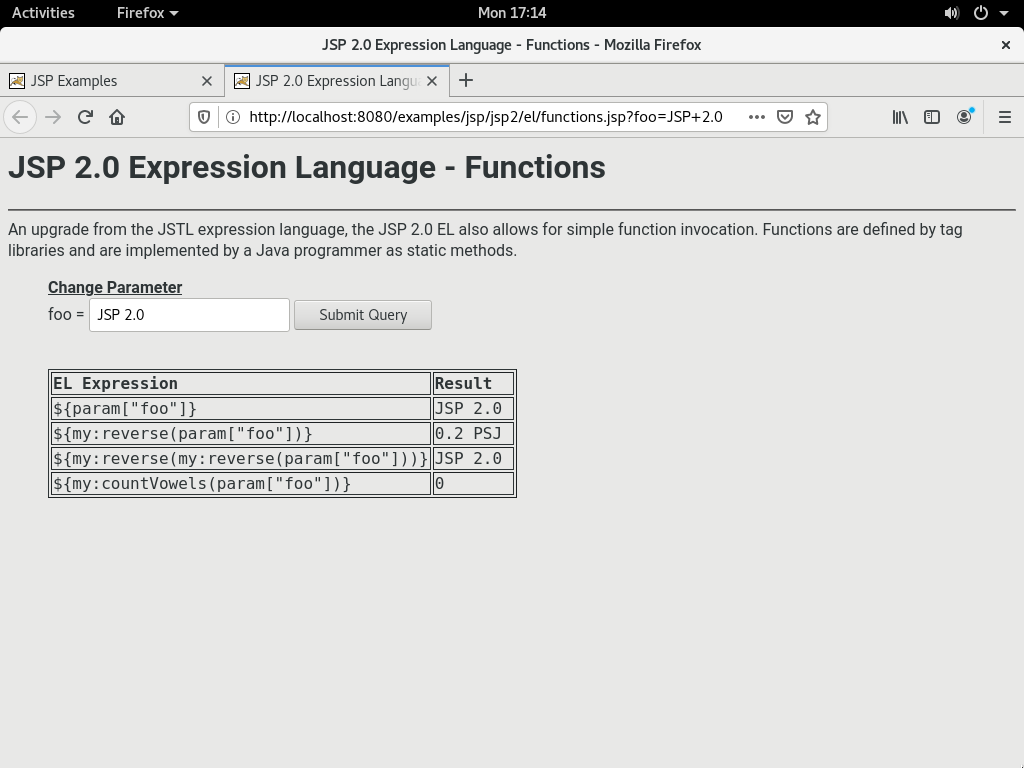 Activities Firefox Mon 17:14
JSP 2.0 Expression Language - Functions - Mozilla Firefox
JSP Examples JSP 2.0 Expression Langu
http://localhost:8080/examples/jsp/jsp2/el/functions.jsp?foo=JSP+2.0
JSP 2.0 Expression Language - Functions
An upgrade from the JSTL expression language, the JSP 2.0 EL also allows for simple function invocation. Functions are defined by tag
libraries and are implemented by a Java programmer as static methods.
Change Parameter
foo = JSP 2.0 Submit Query
EL Expression Result
${param["foo"]} JSP 2.0
${my:reverse(param["foo"])} 0.2 PSJ
${my:reverse(my:reverse(param["foo"]))} JSP 2.0
${my:countVowels(param["foo"])} 0